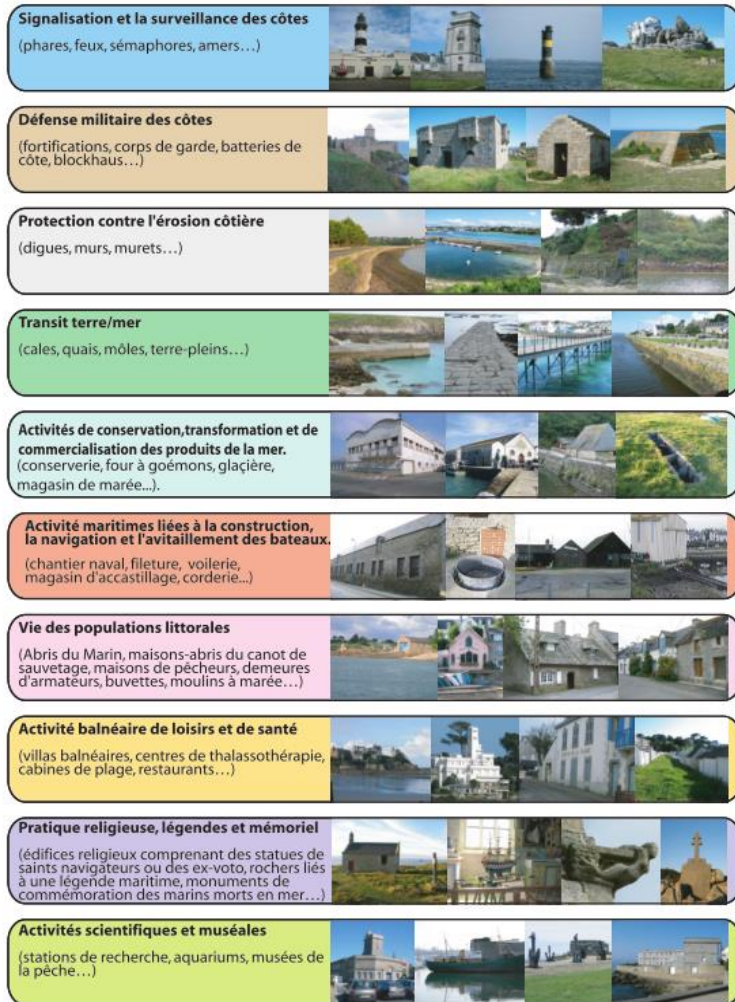 Signalisation et la surveillance des côtes
(phares, feux, sémaphores, amers…)
Défense militaire des côtes
(fortifications, corps de garde, batteries de
côte, blockhaus…)
Protection contre l'érosion côtière
(digues, murs, murets…)
Transit terre/mer
(cales, quais, môles, terre-pleins…)
Activités de conservation,transformation et de
commercialisation des produits de la mer.
(conserverie, four à goémons, glaçière,
magasin de marée...).
Activité maritimes liées à la construction,
la navigation et l'avitaillement des bateaux.
(chantier naval, fileture, voilerie,
magasin d'accastillage, corderie...)
Vie des populations littorales
(Abris du Marin, maisons-abris du canot de
sauvetage, maisons de pêcheurs, demeures
d'armateurs, buvettes, moulins à marée…)
Activité balnéaire de loisirs et de santé
(villas balnéaires, centres de thalassothérapie,
cabines de plage, restaurants…)
Pratique religieuse, légendes et mémoriel
(édifices religieux comprenant des statues de
saints navigateurs ou des ex-voto, rochers liés
à une légende maritime, monuments de
commémoration des marins morts en mer…)
Activités scientifiques et muséales
(stations de recherche, aquariums, musées de
la pêche…)